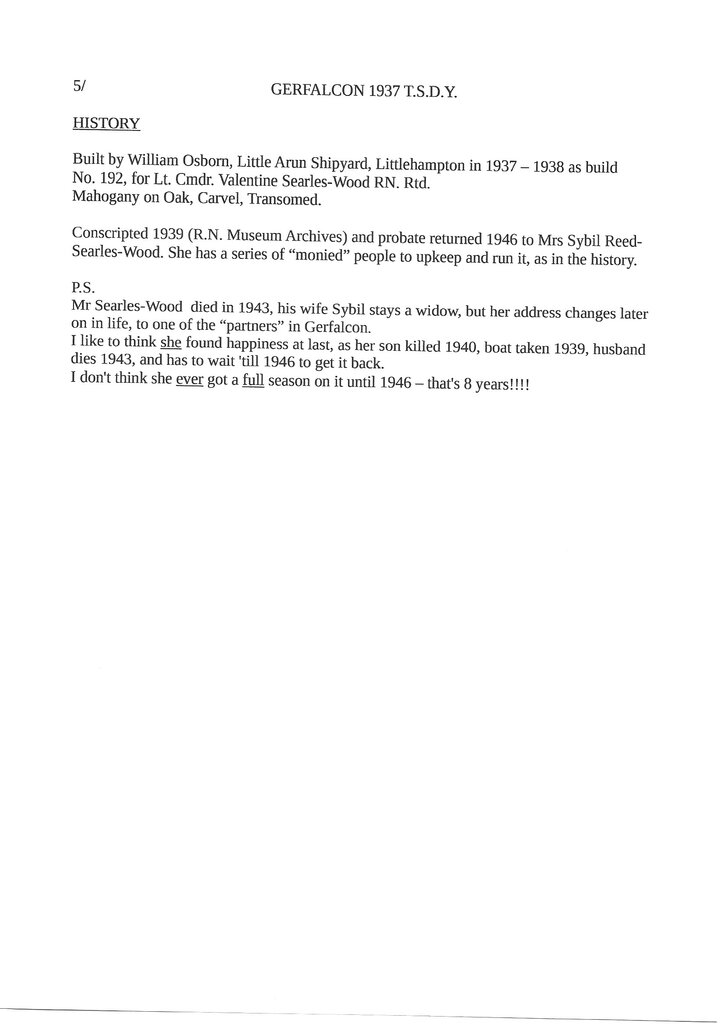 5/
GERFALCON 1937 T.S.D.Y.
HISTORY
Built by William Osborn, Little Arun Shipyard, Littlehampton in 1937 – 1938 as build
No. 192, for Lt. Cmdr. Valentine Searles-Wood RN. Rtd.
Mahogany on Oak, Carvel, Transomed.
Conscripted 1939 (R.N. Museum Archives) and probate returned 1946 to Mrs Sybil Reed-
Searles-Wood. She has a series of “monied” people to upkeep and run it, as in the history.
P.S.
Mr Searles-Wood  died in 1943, his wife Sybil stays a widow, but her address changes later
on in life, to one of the “partners” in Gerfalcon.
I like to think she found happiness at last, as her son killed 1940, boat taken 1939, husband
dies 1943, and has to wait 'till 1946 to get it back.
I don't think she ever got a full season on it until 1946 – that's 8 years!!!!